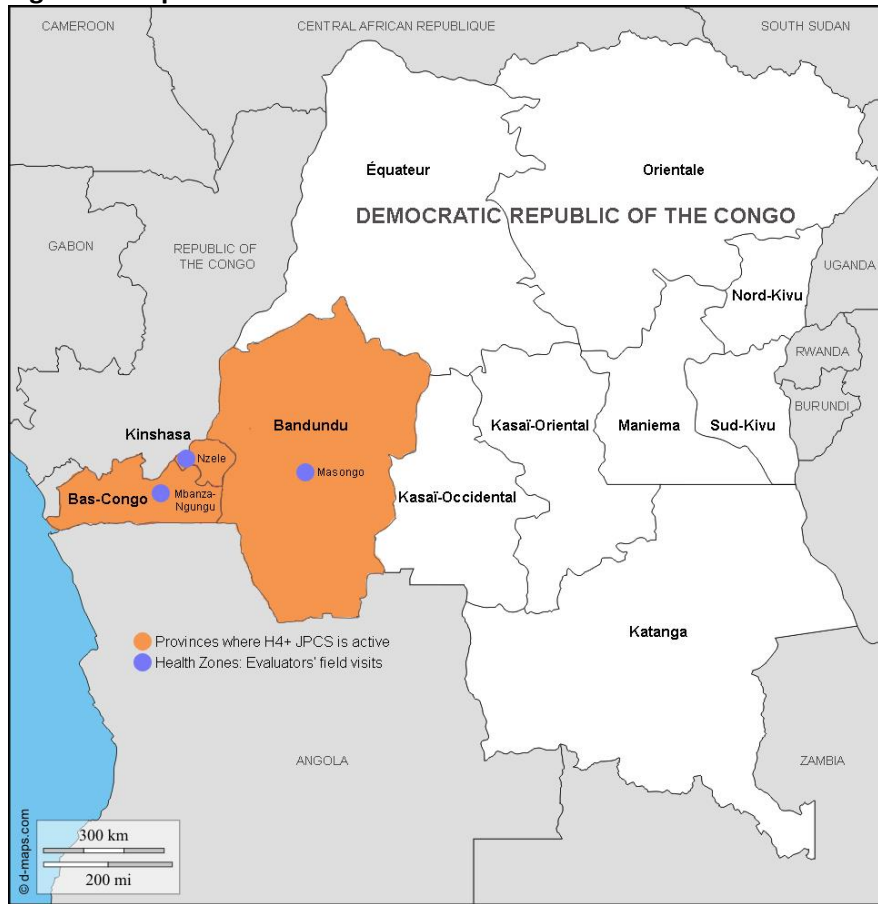 CAMEROON
CENTRAL AFRICAN REPUBLIQUE
SOUTH SUDAN
Équateur
Orientale
DEMOCRATIC REPUBLIC OF THE CONGO
GABON
REPUBLIC OF
THE CONGO
UGANDA
Nord-Kivu
RWANDA
BURUNDI
Kinshasa
Bandundu
Kasaï-Oriental
Maniema
Sud-Kivu
Nzele
Masongo
Bas-Congo
Mbanza-
Ngungu
Kasaï-Occidental
Katanga
Provinces where H4+ JPCS is active
Health Zones: Evaluators' field visits
ANGOLA
ZAMBIA
300 km
200 mi
© d-maps.com